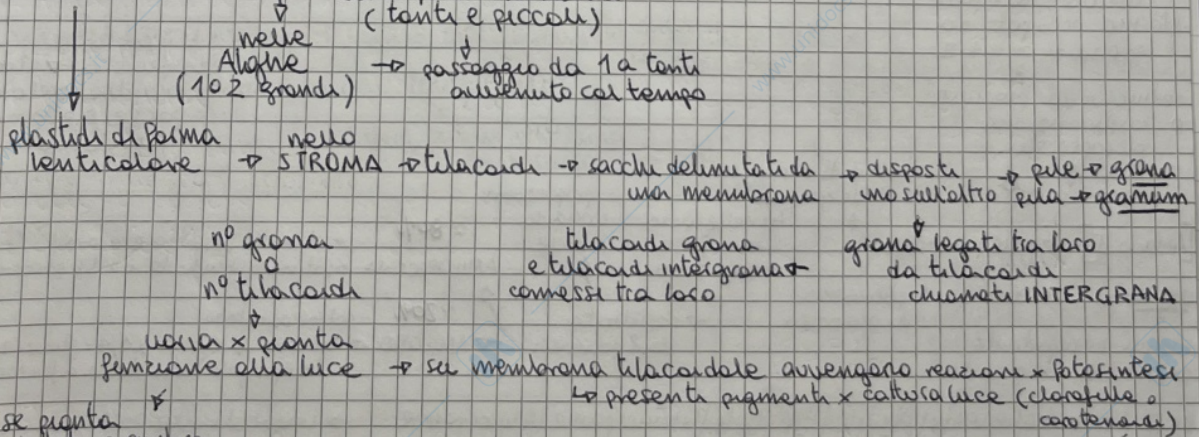 (tanti e piccoli)
nelle
Alghe → passaggio da 1 a tanti
(1 o 2 grandi) avvenuto col tempo
plastidi di forma nello
lenticolare → STROMA → tilacoidi → sacchi delimitati da → disposti → pile → grana
una membrana uno sull'altro pila → granum
n° grana tilacoidi grana grana legati tra loro
o e tilacoidi intergrana da tilacoidi
n° tilacoidi connessi tra loro chiamati INTERGRANA
varia x pianta
funzione alla luce → su membrana tilacoidale avvengono reazioni x fotosintesi
↳ presenti pigmenti x cattura luce (clorofille o
se pianta carotenoidi)